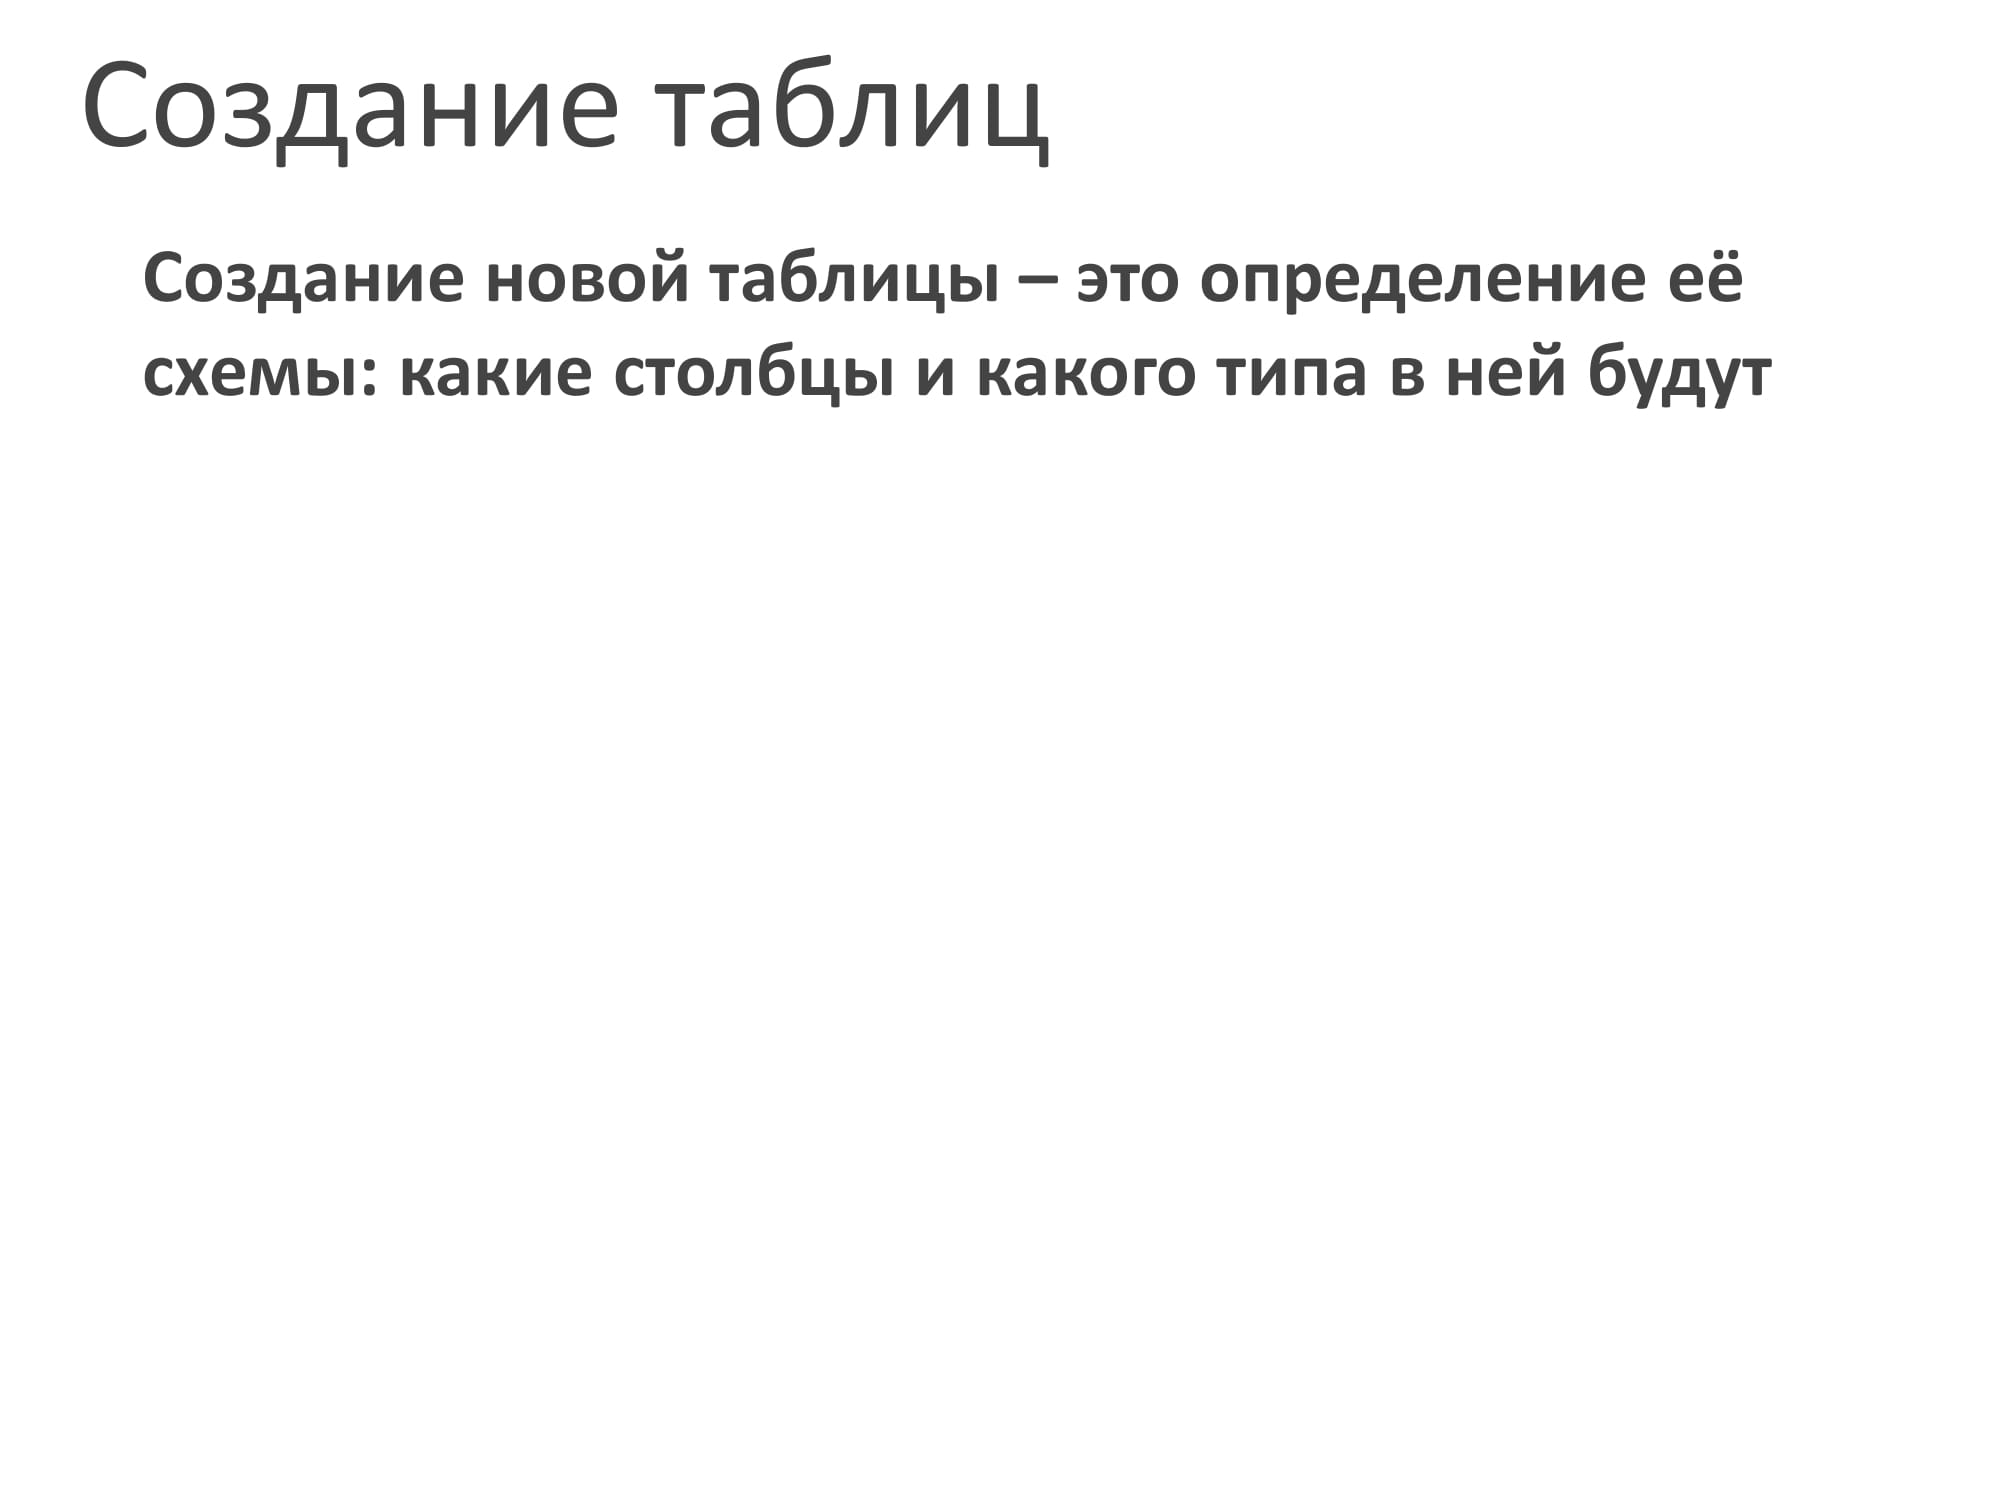 Создание таблиц
Создание новой таблицы – это определение её
схемы: какие столбцы и какого типа в ней будут